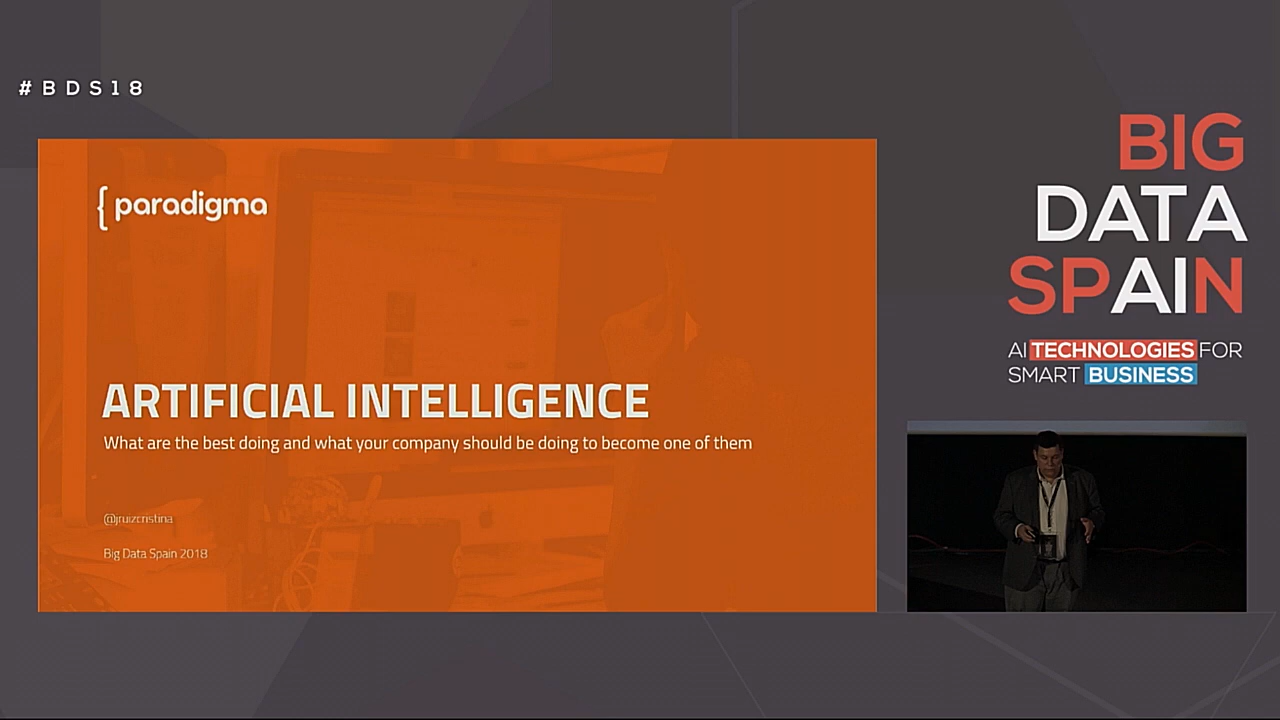 #BDS18
{ paradigma
ARTIFICIAL INTELLIGENCE
What are the best doing and what your company should be doing to become one of them
@jruizcristina
Big Data Spain 2018
BIG
DATA
SPAIN
AI TECHNOLOGIES FOR
SMART BUSINESS